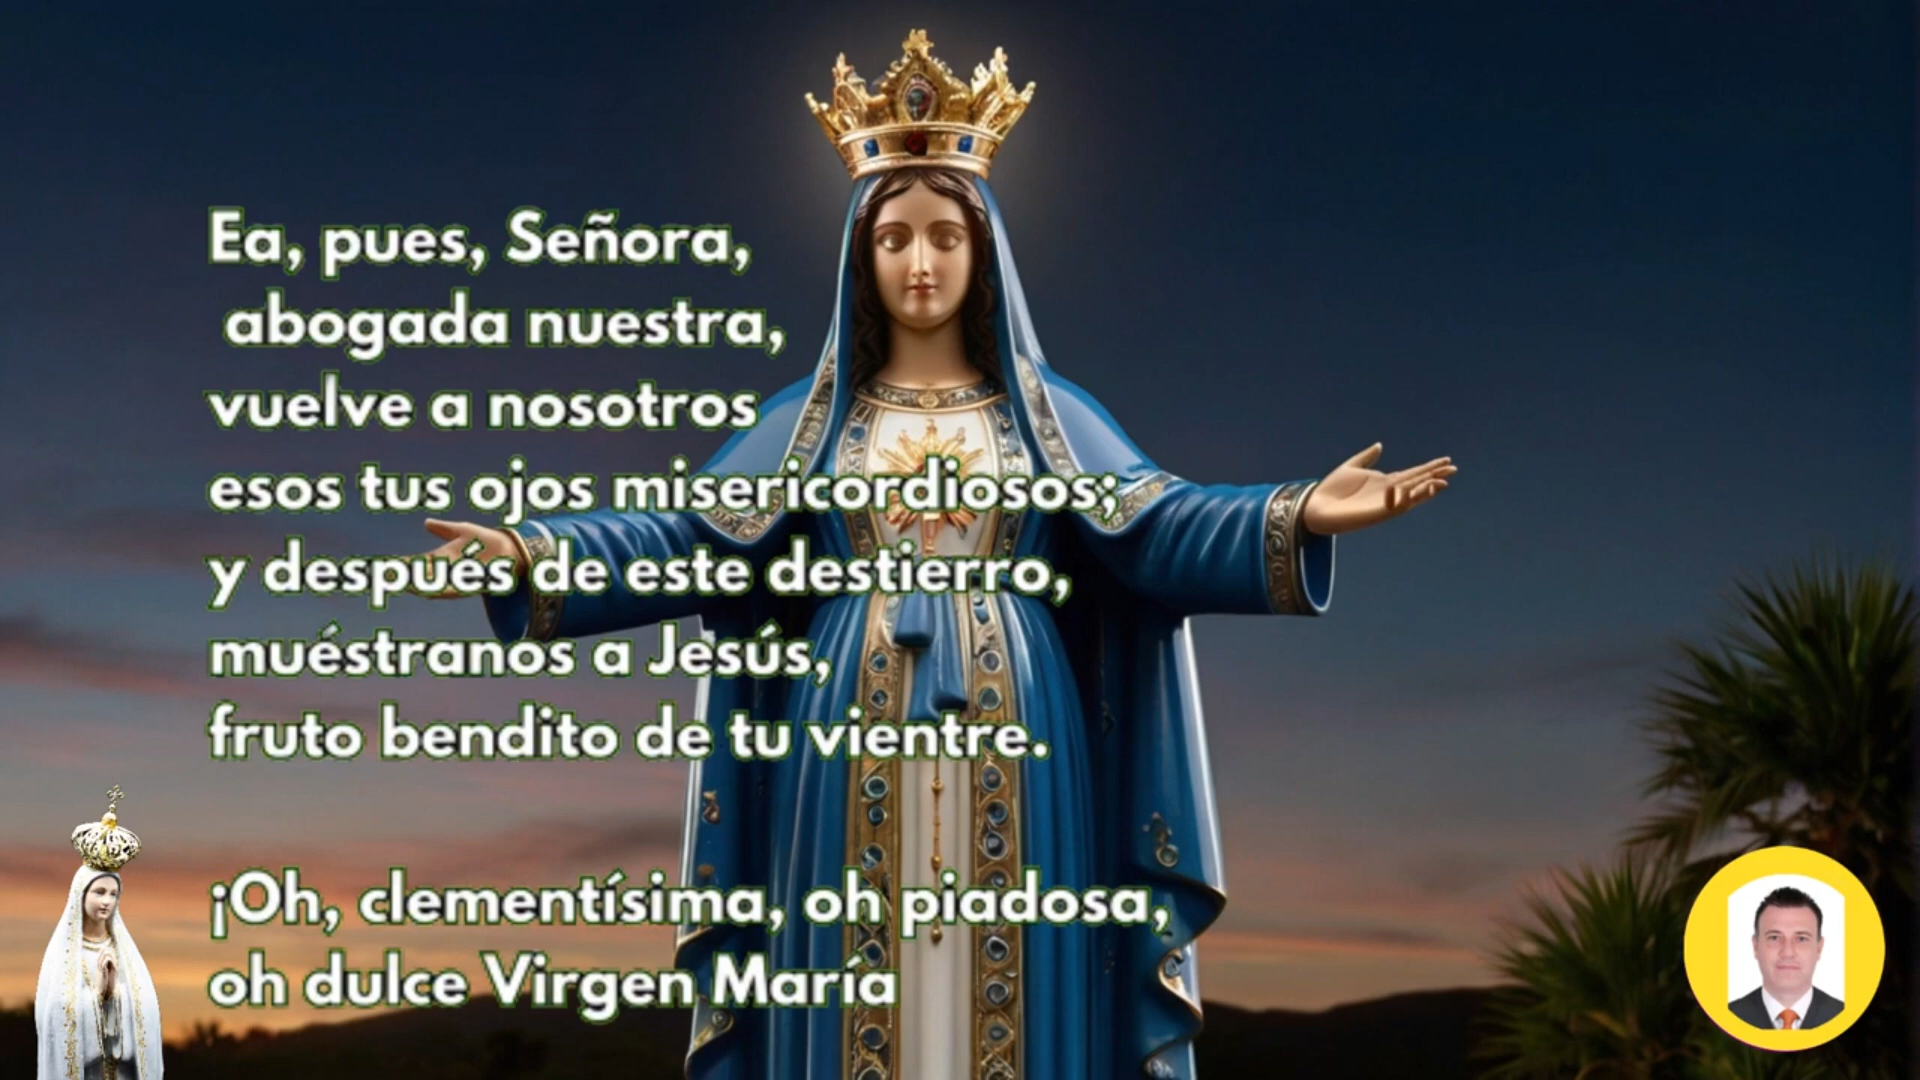 Ea, pues, Señora,
abogada nuestra,
vuelve a nosotros
esos tus ojos misericordiosos;
y después de este destierro,
muéstranos a Jesús,
fruto bendito de tu vientre.
¡Oh, clementísima, oh piadosa,
oh dulce Virgen María